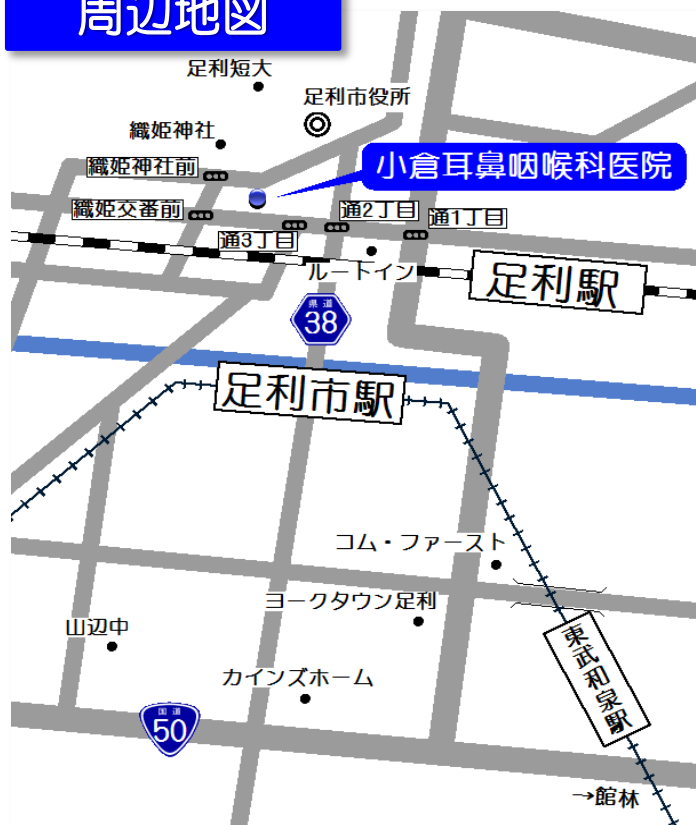 周辺地図
足利短大
足利市役所
織姫神社
織姫神社前
小倉耳鼻咽喉科医院
織姫交番前
通2丁目
通1丁目
通3丁目
ルートイン
足利駅
県道
38
足利市駅
コム・ファースト
ヨークタウン足利
山辺中
東武和泉駅
カインズホーム
国道
50
→館林